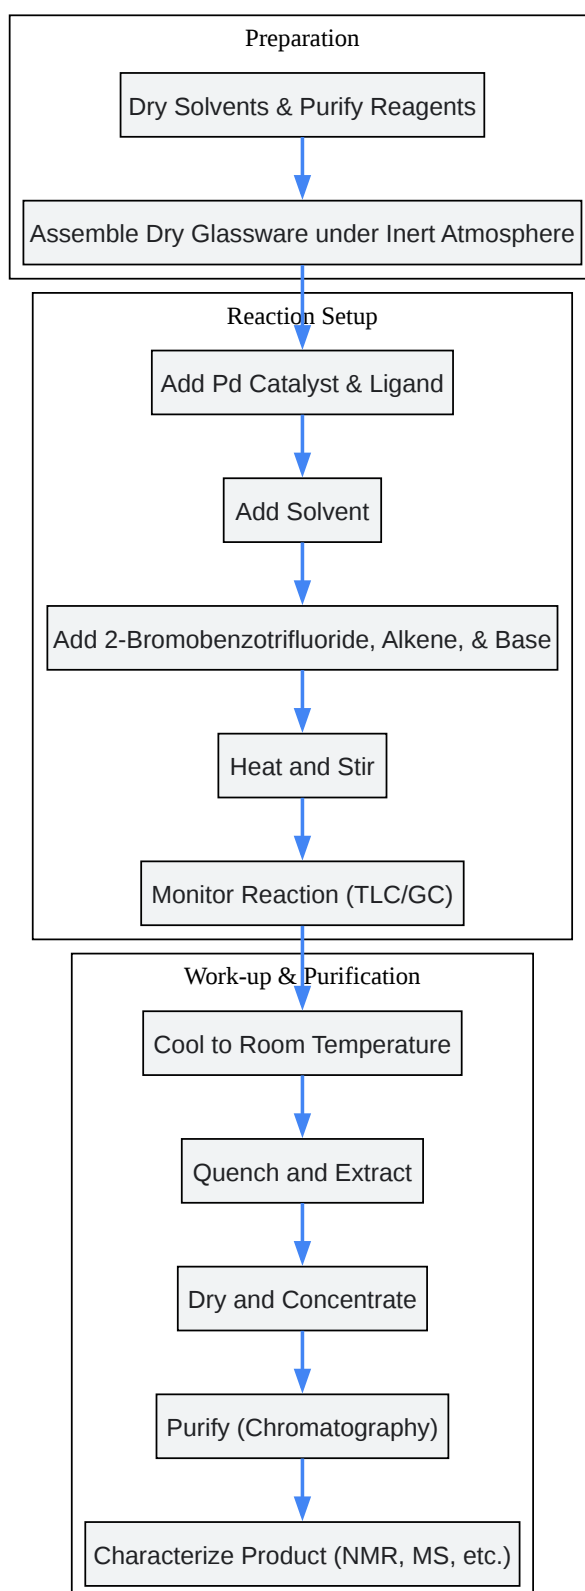 Preparation
Dry Solvents & Purify Reagents
Assemble Dry Glassware under Inert Atmosphere
Reaction Setup
Add Pd Catalyst & Ligand
Add Solvent
Add 2-Bromobenzotrifluoride, Alkene, & Base
Heat and Stir
Monitor Reaction (TLC/GC)
Work-up & Purification
Cool to Room Temperature
Quench and Extract
Dry and Concentrate
Purify (Chromatography)
Characterize Product (NMR, MS, etc.)